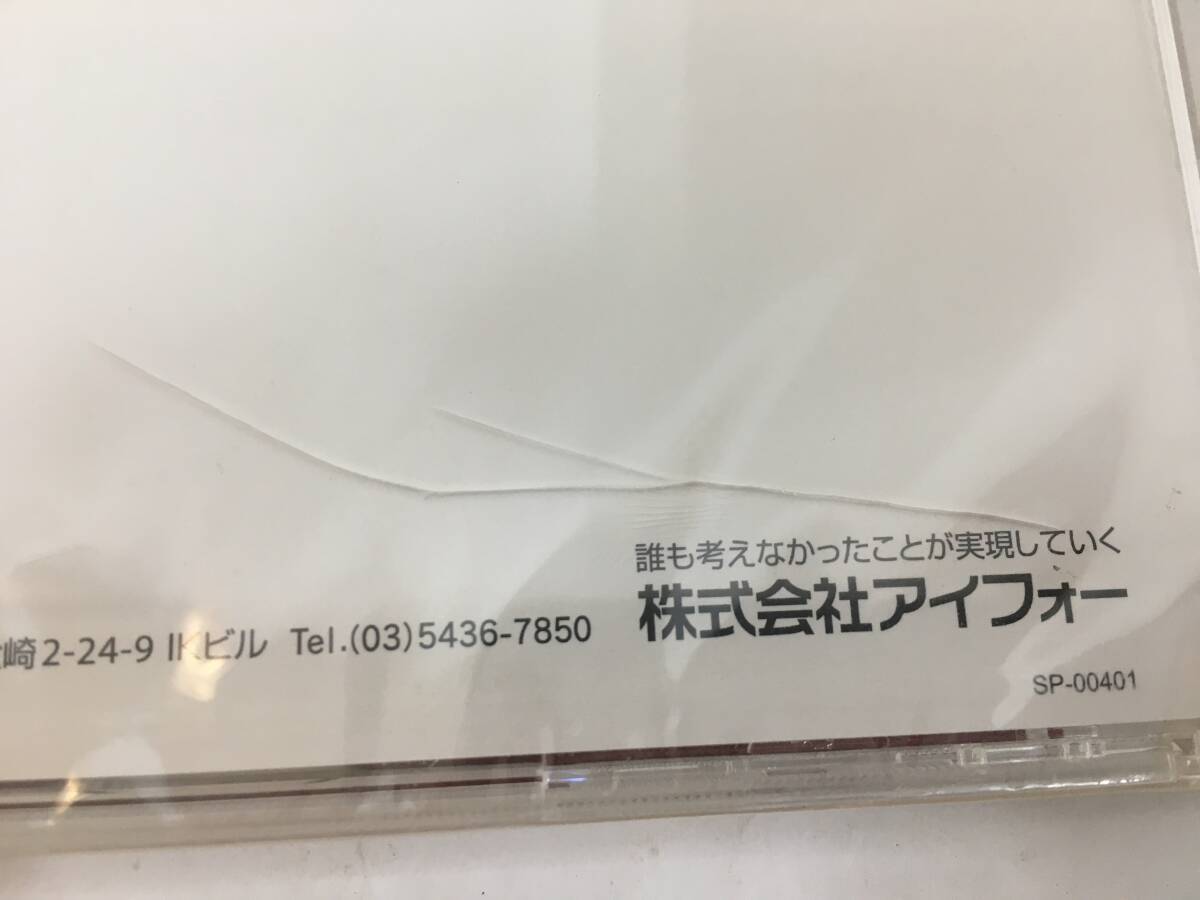 誰も考えなかったことが実現していく
株式会社アイフォー
崎2-24-9 IKビル Tel.(03)5436-7850
SP-00401